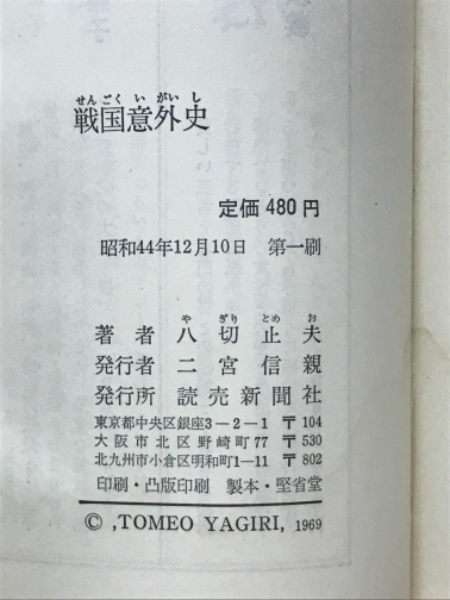 せんごくいがいし
戦国意外史
定価 480円
昭和44年12月10日 第一刷
やぎりとめお
著者 八切止夫
発行者 二宮信親
発行所 読売新聞社
東京都中央区銀座3-2-1 〒104
大阪市北区野崎町77 〒530
北九州市小倉区明和町1-11 〒802
印刷・凸版印刷 製本・堅省堂
©,TOMEO YAGIRI, 1969